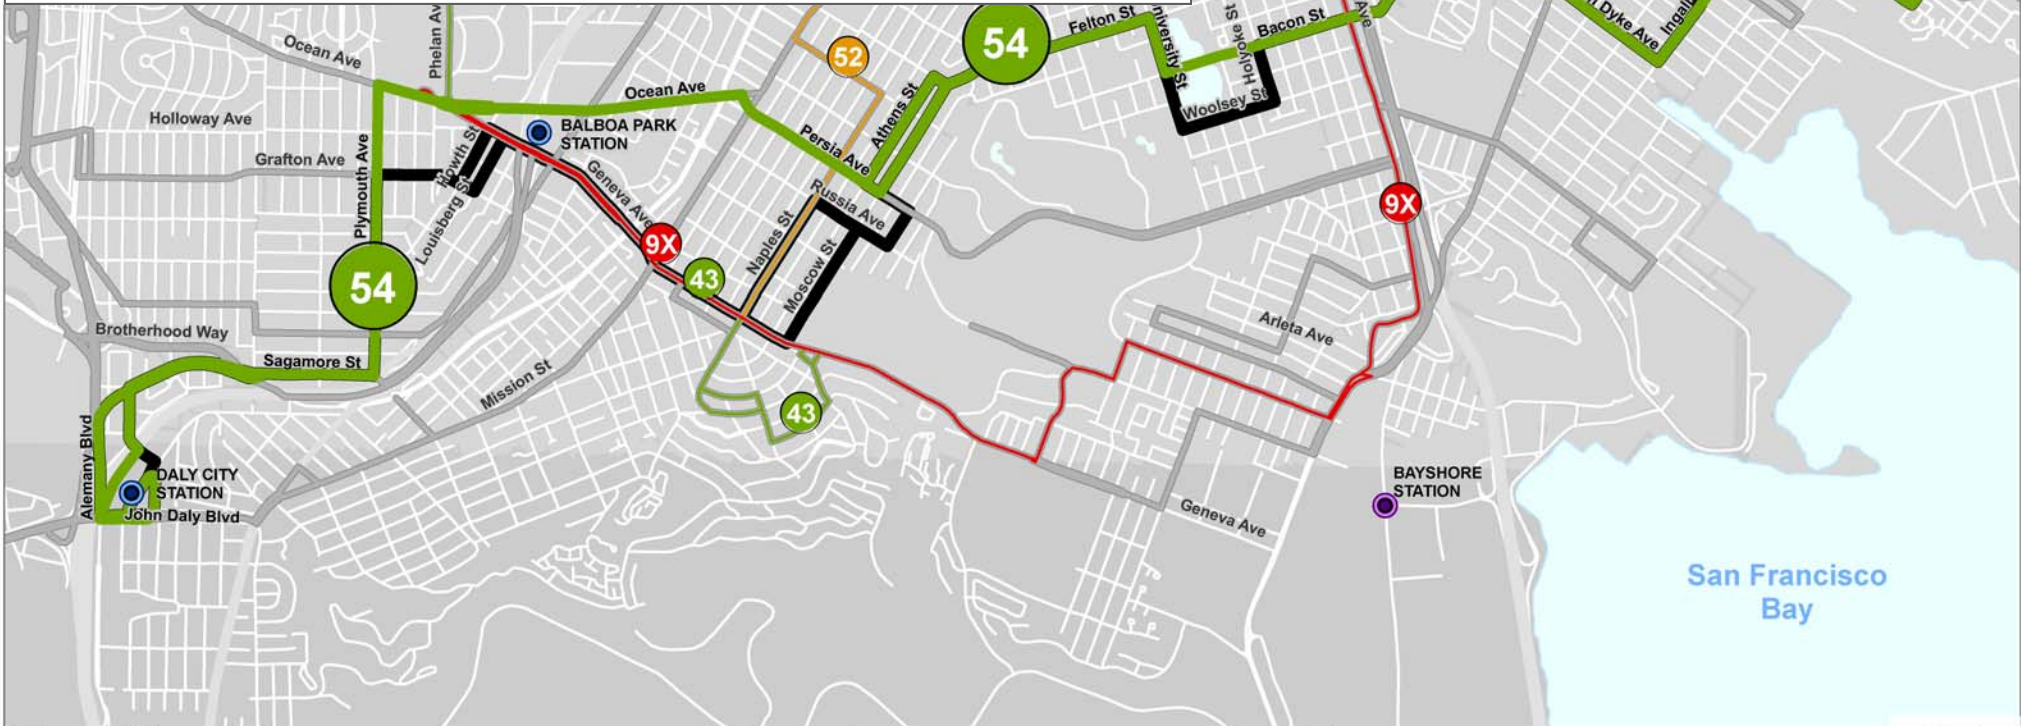 Ocean Ave
Phelan Av
52
54
Felton St
University St
Holyoke St
Bacon St
Ave
n Dyke Ave
Ingall
Woolsey St
Ocean Ave
Athens St
Holloway Ave
BALBOA PARK
STATION
Persia Ave
Grafton Ave
Plymouth Ave
Howth St
Louisberg St
Geneva Ave
Russia Ave
9X
9X
43
Naples St
Moscow St
54
Brotherhood Way
Sagamore St
Mission St
Arleta Ave
43
Alemany Blvd
DALY CITY
STATION
John Daly Blvd
BAYSHORE
STATION
Geneva Ave
San Francisco
Bay